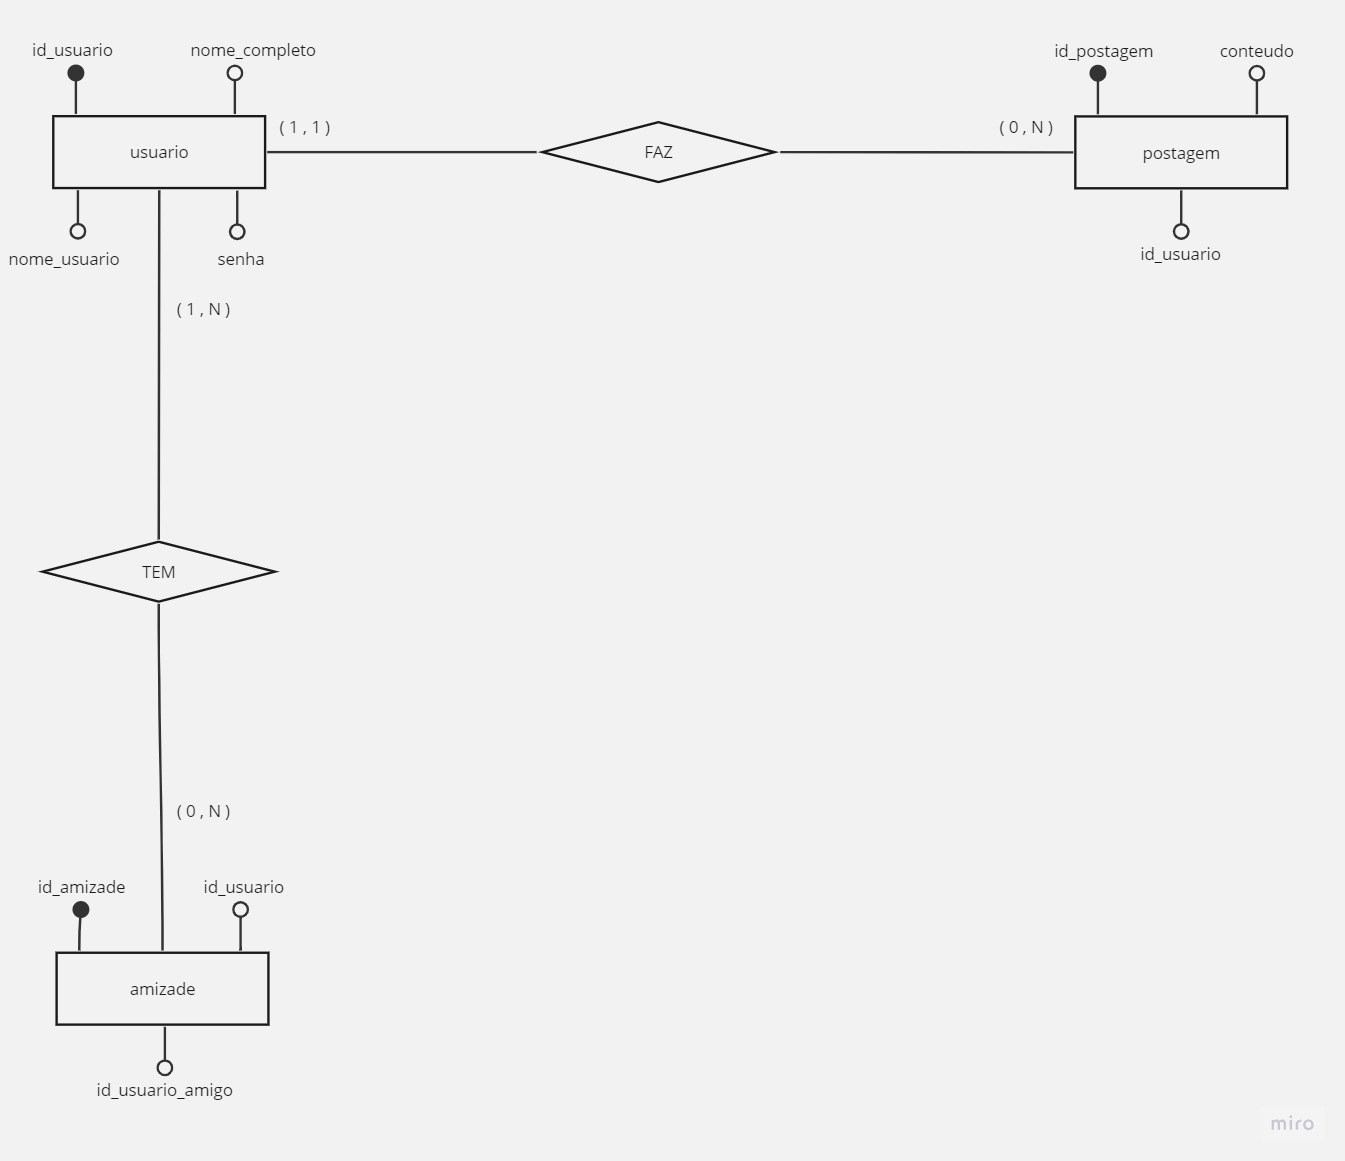 id_usuario
nome_completo
id_postagem
conteudo
( 1 , 1 )
( 0 , N )
usuario
FAZ
postagem
nome_usuario
senha
id_usuario
( 1 , N )
TEM
( 0 , N )
id_amizade
id_usuario
amizade
id_usuario_amigo
miro